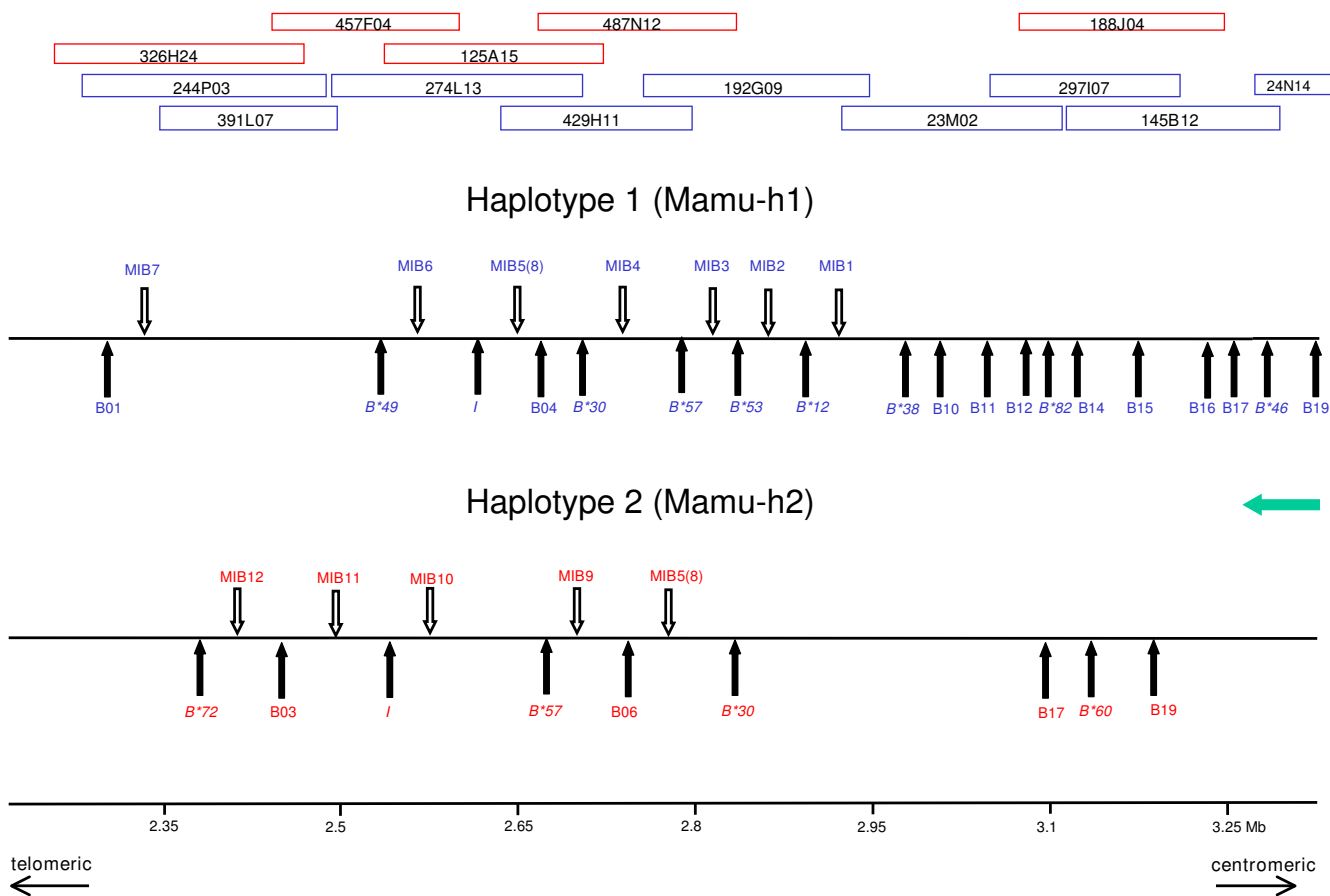 457F04 487N12 188J04
326H24 125A15
244P03 274L13 192G09 297I07 24N14
391L07 429H11 23M02 145B12
Haplotype 1 (Mamu-h1)
MIB7 MIB6 MIB5(8) MIB4 MIB3 MIB2 MIB1
B01 B*49 I B04 B*30 B*57 B*53 B*12 B*38 B10 B11 B12 B*82 B14 B15 B16 B17 B*46 B19
Haplotype 2 (Mamu-h2)
MIB12 MIB11 MIB10 MIB9 MIB5(8)
B*72 B03 I B*57 B06 B*30 B17 B*60 B19
2.35 2.5 2.65 2.8 2.95 3.1 3.25 Mb
telomeric centromeric